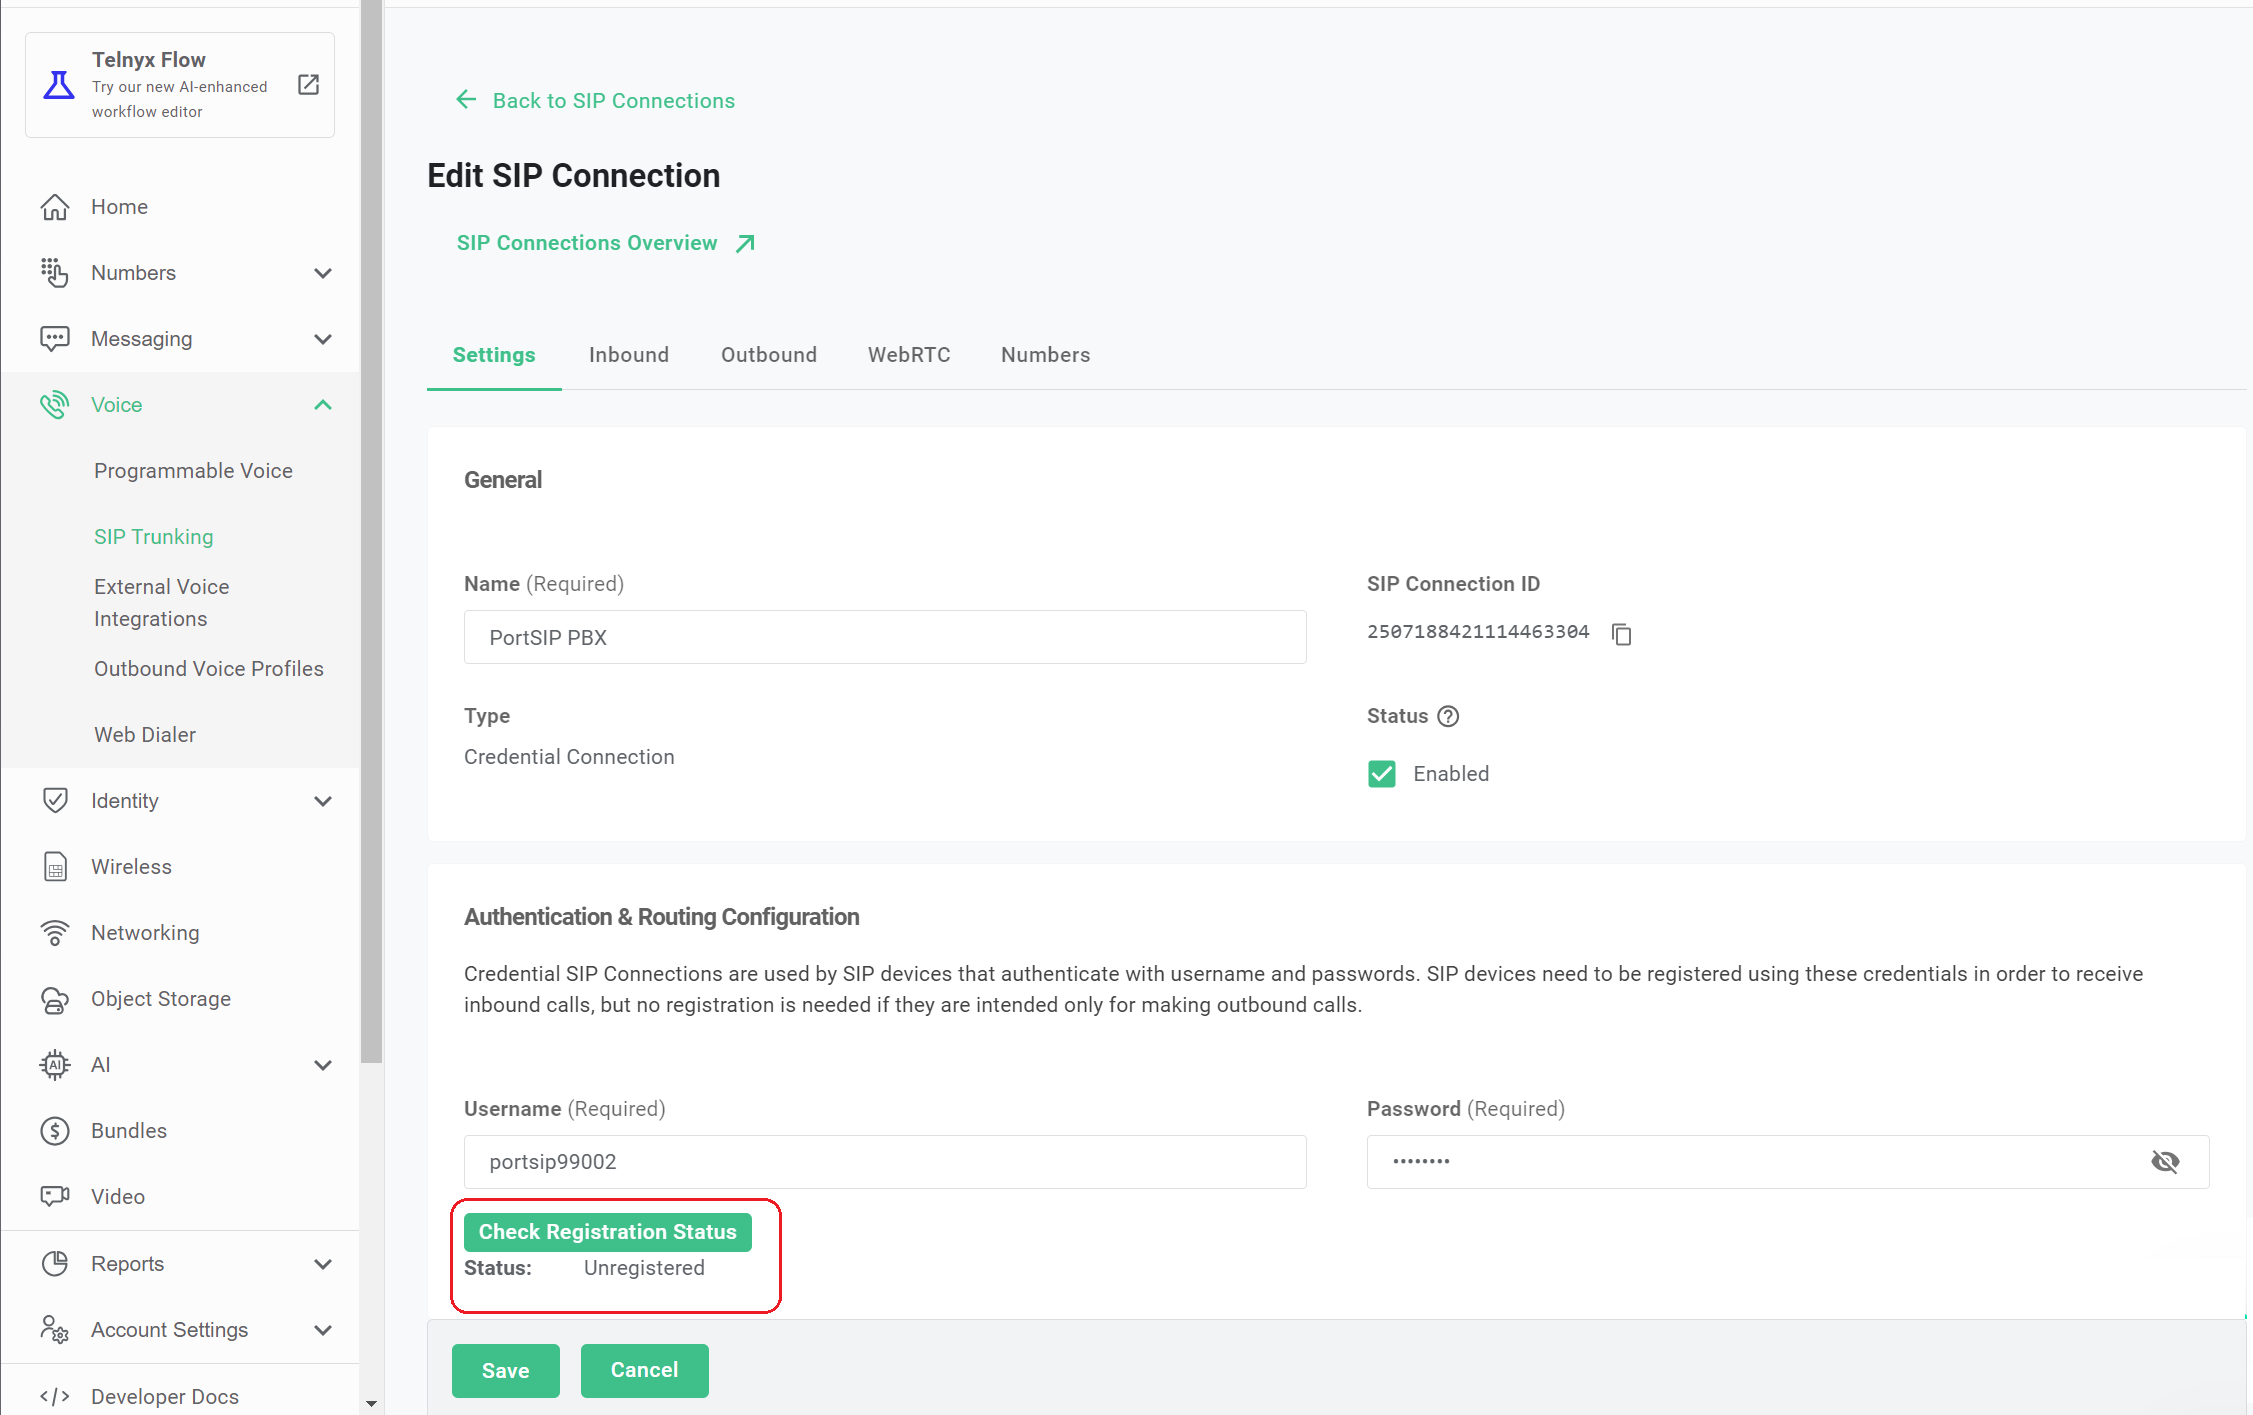 Telnyx Flow
Try our new AI-enhanced
workflow editor
Home
Numbers
Messaging
Voice
Programmable Voice
SIP Trunking
External Voice
Integrations
Outbound Voice Profiles
Web Dialer
Identity
Wireless
Networking
Object Storage
AI
AI
Bundles
Video
Reports
Account Settings
Developer Docs
Back to SIP Connections
Edit SIP Connection
SIP Connections Overview
Settings Inbound Outbound WebRTC Numbers
General
Name (Required)
PortSIP PBX
SIP Connection ID
2507188421114463304
Type
Credential Connection
Status
Enabled
Authentication & Routing Configuration
Credential SIP Connections are used by SIP devices that authenticate with username and passwords. SIP devices need to be registered using these credentials in order to receive
inbound calls, but no registration is needed if they are intended only for making outbound calls.
Username (Required)
portsip99002
Password (Required)
••••••••
Check Registration Status
Status: Unregistered
Save Cancel